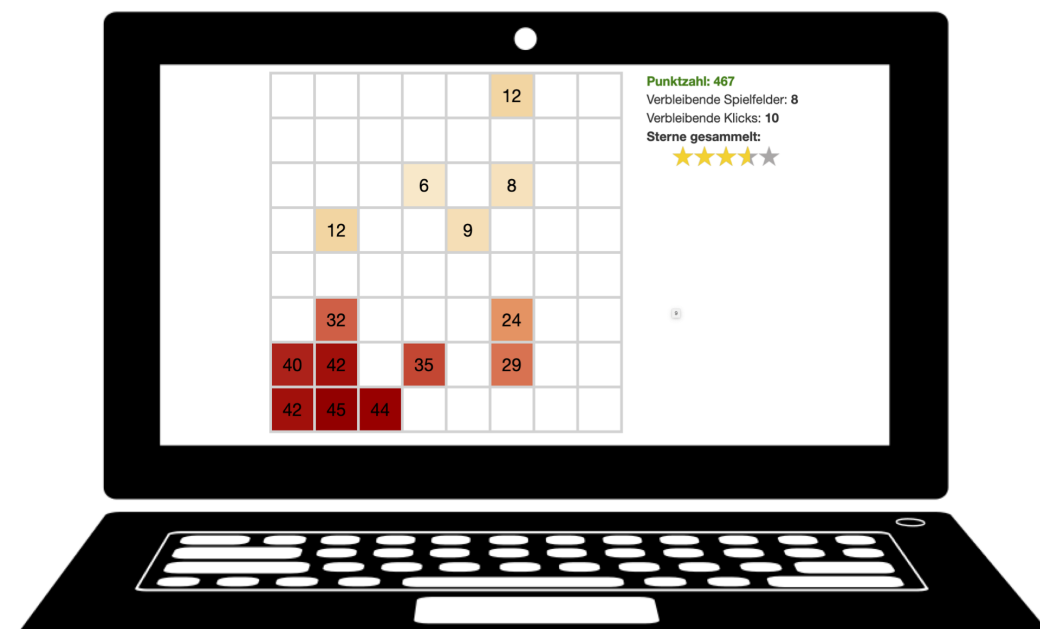 12
6 8
12 9
32 24
40 42 35 29
42 45 44
Punktzahl: 467
Verbleibende Spielfelder: 8
Verbleibende Klicks: 10
Sterne gesammelt: